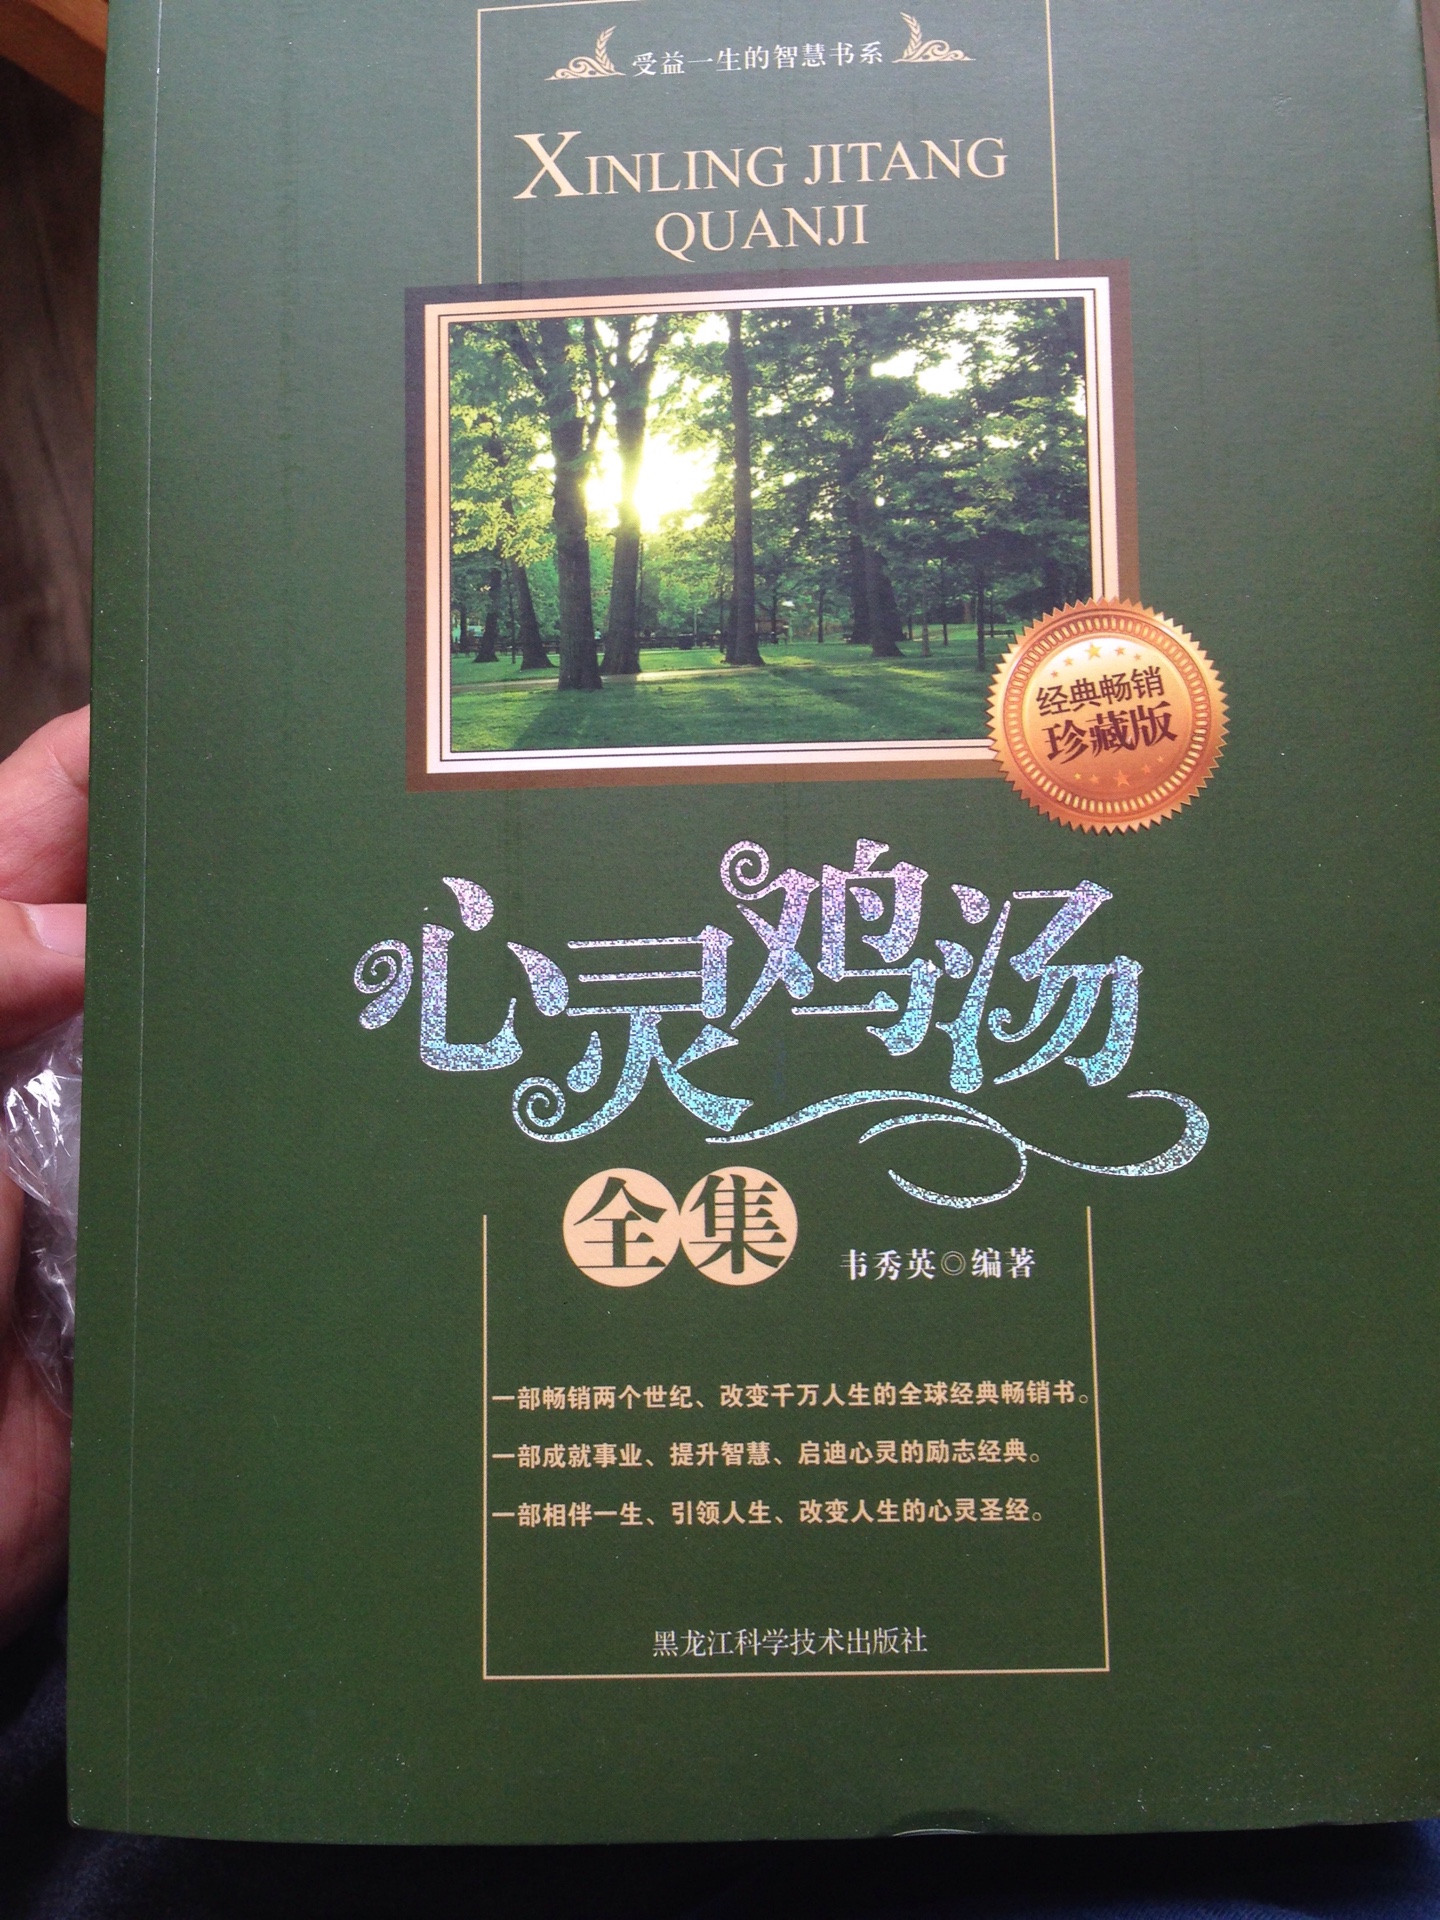 受益一生的智慧书系
XINLING JITANG
QUANJI
经典畅销
珍藏版
心灵鸡汤
全集
韦秀英◎编著
一部畅销两个世纪、改变千万人生的全球经典畅销书。
一部成就事业、提升智慧、启迪心灵的励志经典。
一部相伴一生、引领人生、改变人生的心灵圣经。
黑龙江科学技术出版社